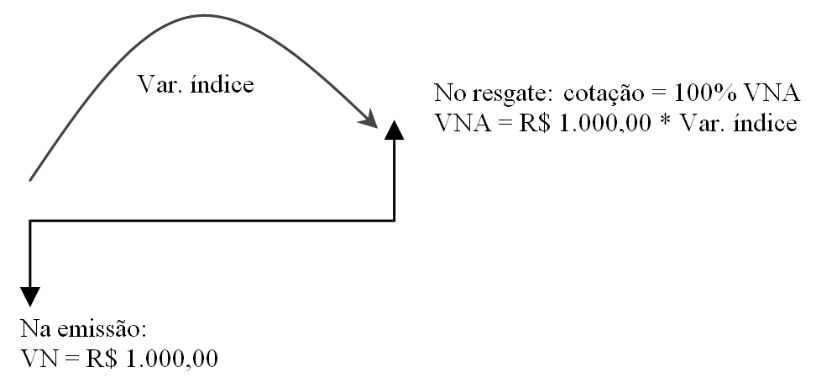 Var. índice
No resgate: cotação = 100% VNA
VNA = R$ 1.000,00 * Var. índice
Na emissão:
VN = R$ 1.000,00